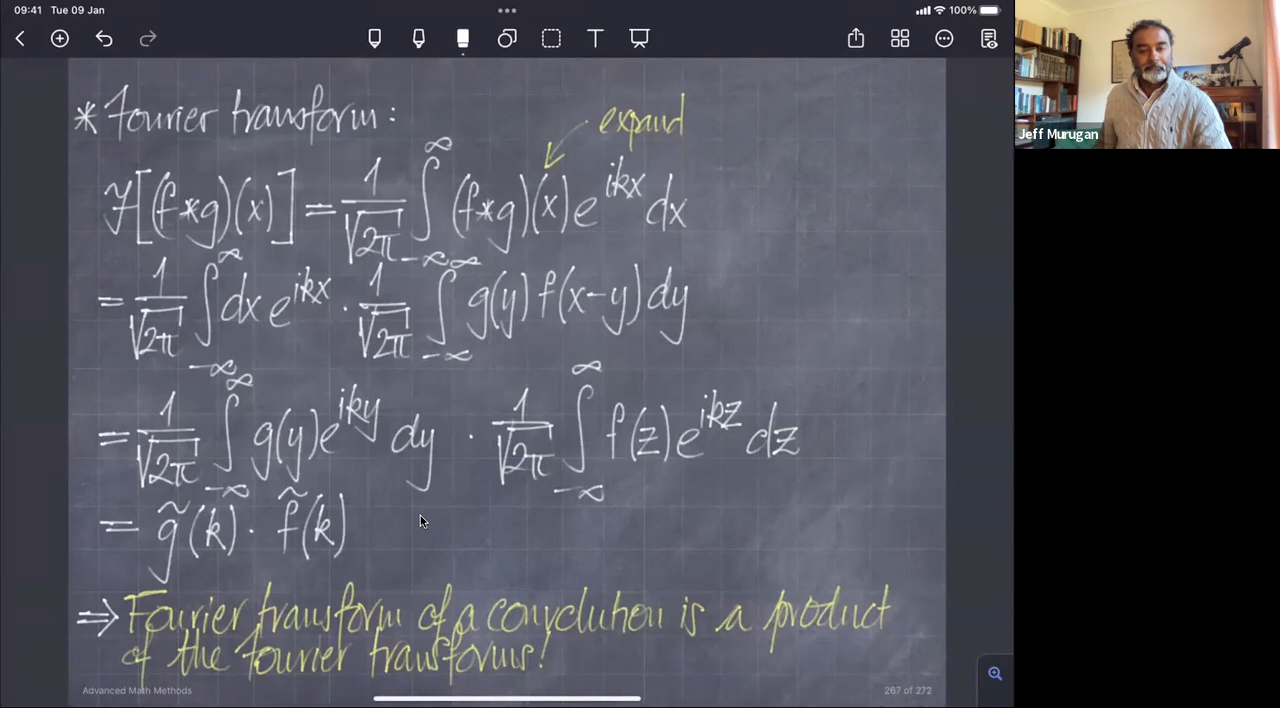 09:41 Tue 09 Jan
100%
* Fourier transform:
expand
Jeff Murugan
ℱ[(f*g)(x)] = 1/√2π ∫_{-∞}^{∞} (f*g)(x) e^{ikx} dx
= 1/√2π ∫_{-∞}^{∞} dx e^{ikx} · 1/√2π ∫_{-∞}^{∞} g(y) f(x-y) dy
= 1/√2π ∫_{-∞}^{∞} g(y) e^{iky} dy · 1/√2π ∫_{-∞}^{∞} f(z) e^{ikz} dz
= g̃(k) · f̃(k)
⇒ Fourier transform of a convolution is a product
of the fourier transforms!
Advanced Math Methods
267 of 272